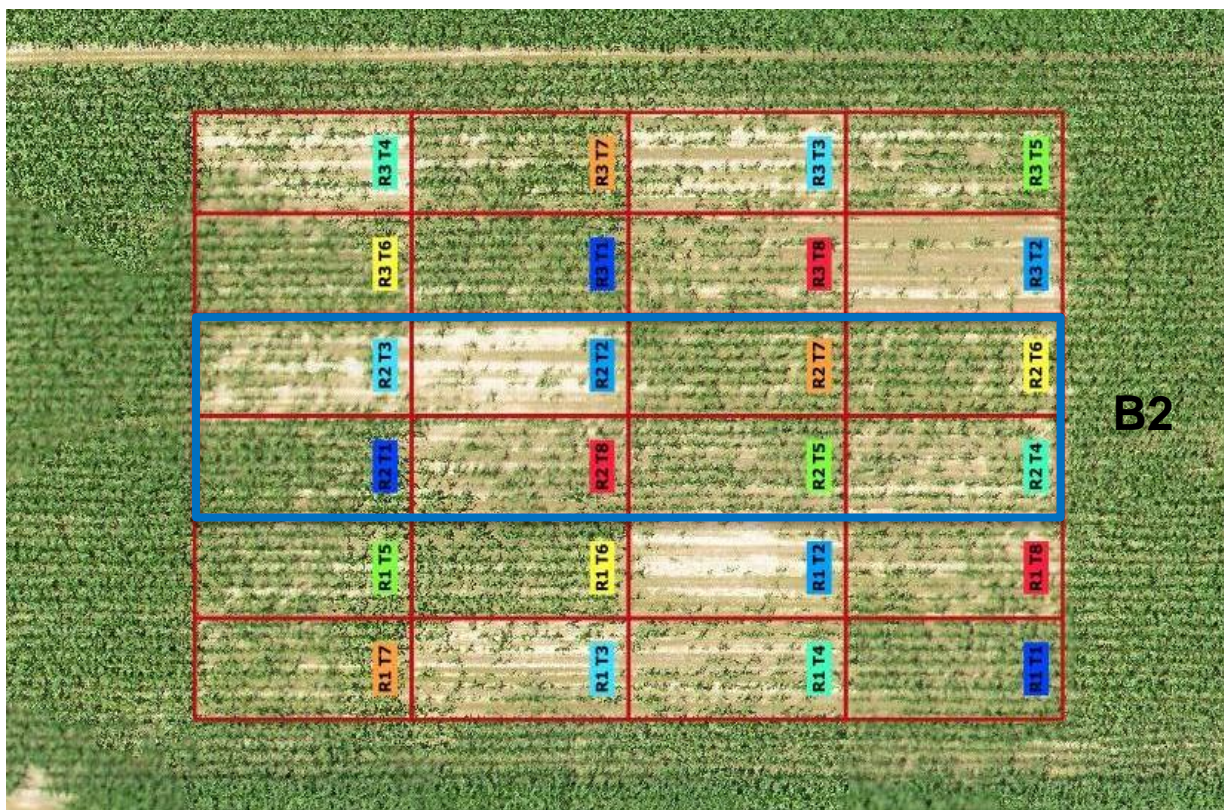 R3 T4
R3 T7
R3 T3
R3 T5
R3 T6
R3 T1
R3 T8
R3 T2
R2 T3
R2 T2
R2 T7
R2 T6
B2
R2 T1
R2 T8
R2 T5
R2 T4
R1 T5
R1 T6
R1 T2
R1 T8
R1 T7
R1 T3
R1 T4
R1 T1